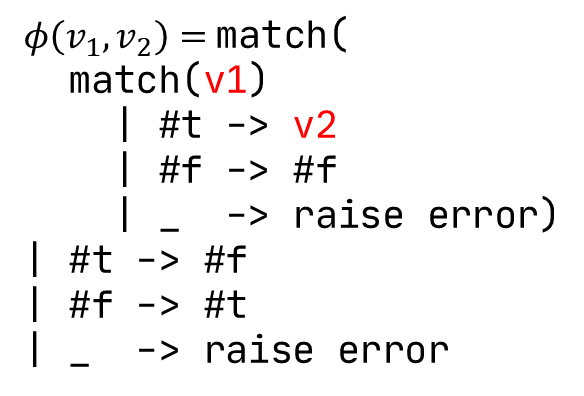 ϕ(v₁,v₂) = match(
match(v1)
| #t -> v2
| #f -> #f
| _ -> raise error)
| #t -> #f
| #f -> #t
| _ -> raise error